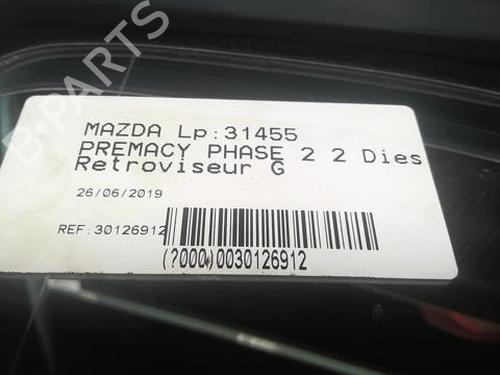 B-PARTS
MAZDA Lp:31455
PREMACY PHASE 2 2 Dies
Retroviseur G
26/06/2019
REF:30126912
(?000)0030126912